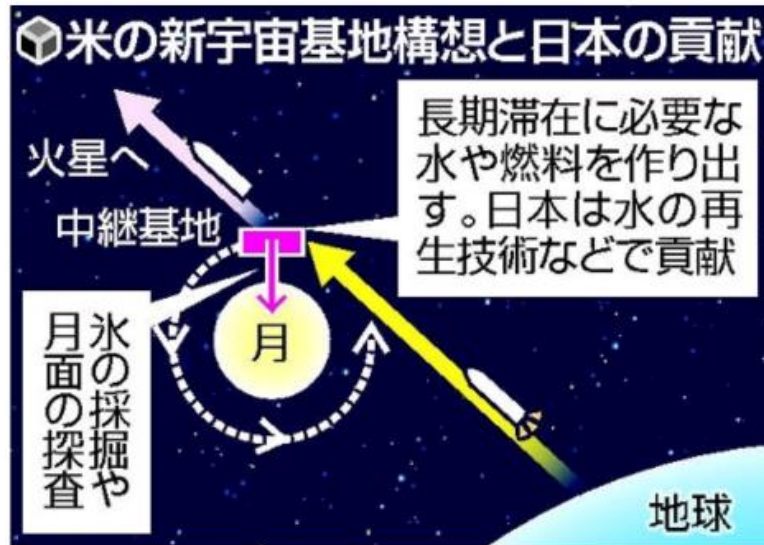 米の新宇宙基地構想と日本の貢献
長期滞在に必要な
水や燃料を作り出
す。日本は水の再
生技術などで貢献
火星へ
中継基地
月
氷の採掘や
月面の探査
地球